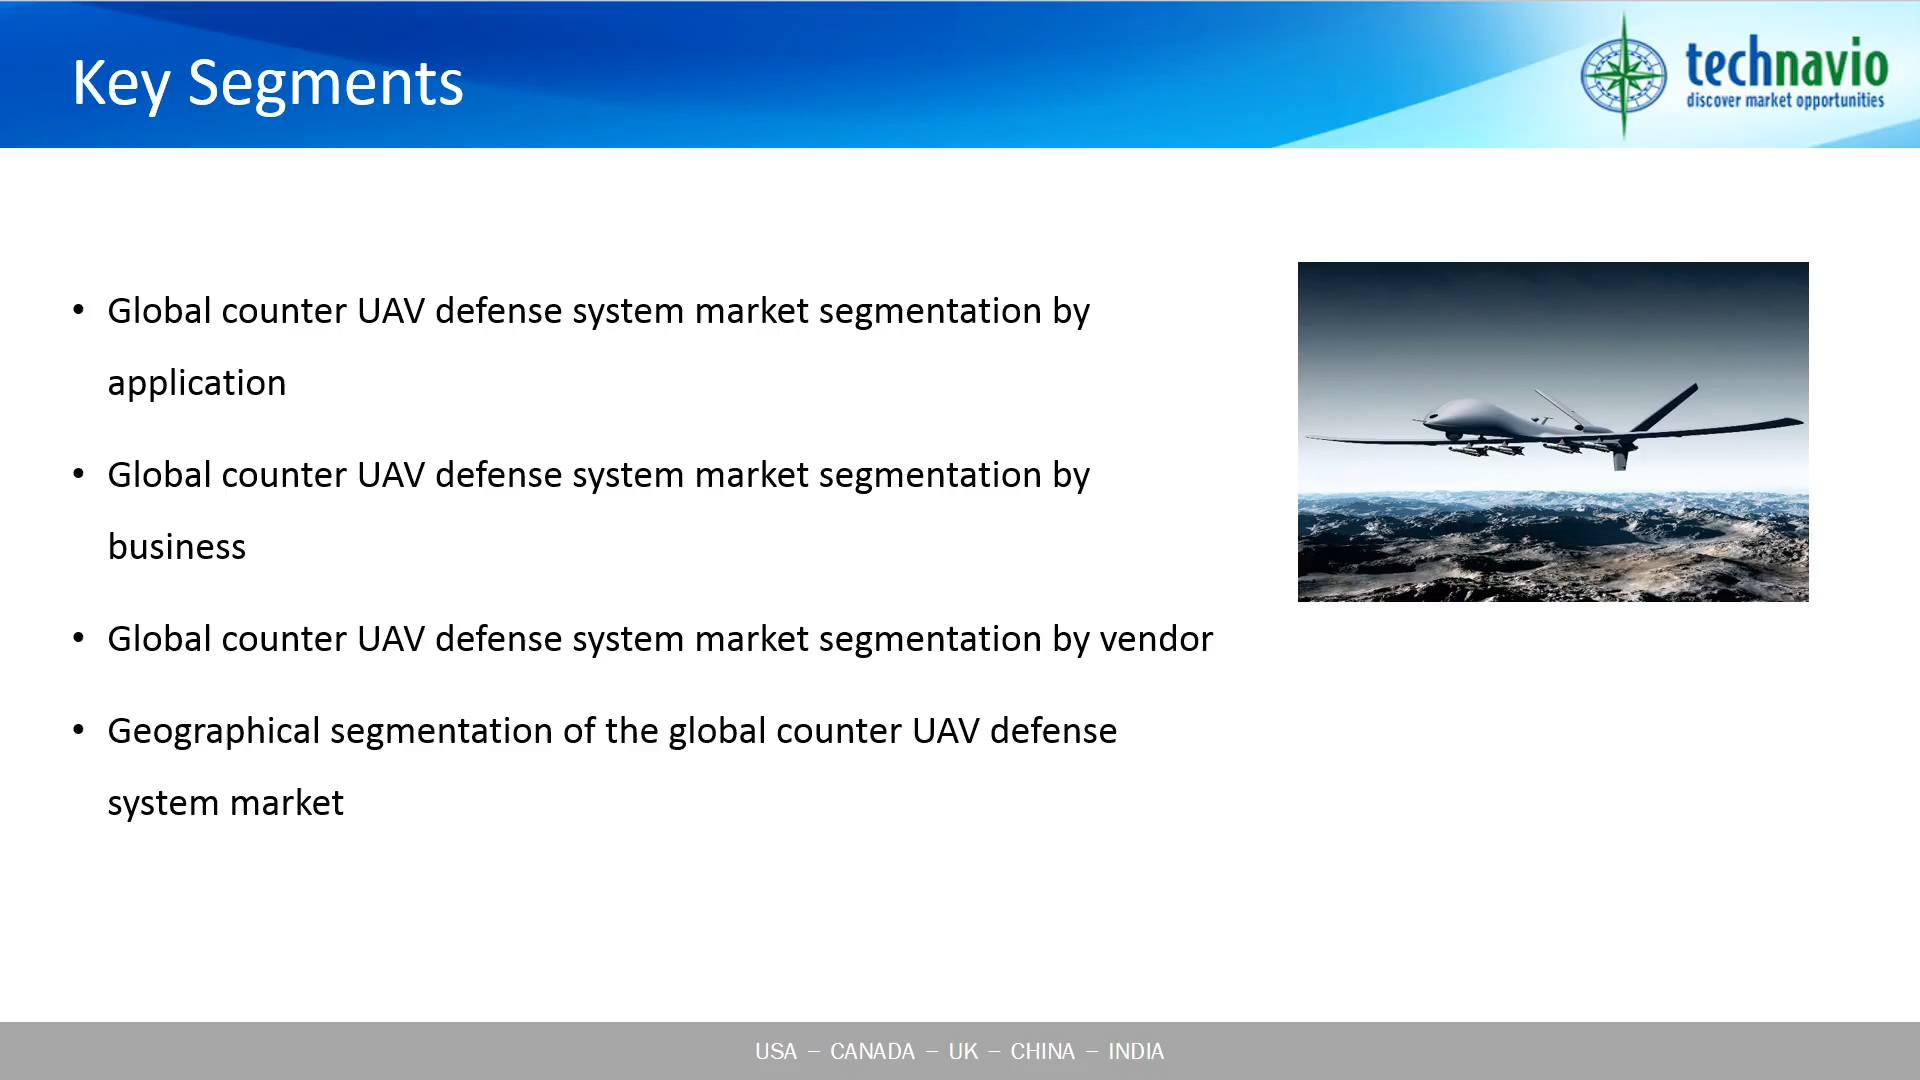 Key Segments
technavio
discover market opportunities
• Global counter UAV defense system market segmentation by
application
• Global counter UAV defense system market segmentation by
business
• Global counter UAV defense system market segmentation by vendor
• Geographical segmentation of the global counter UAV defense
system market
USA – CANADA – UK – CHINA – INDIA